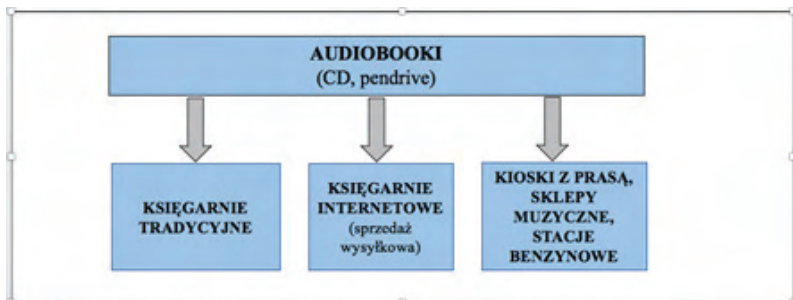 AUDIOBOOKI
(CD, pendrive)
KSIĘGARNIE
TRADYCYJNE
KSIĘGARNIE
INTERNETOWE
(sprzedaż
wysyłkowa)
KIOSKI Z PRASĄ,
SKLEPY
MUZYCZNE,
STACJE
BENZYNOWE